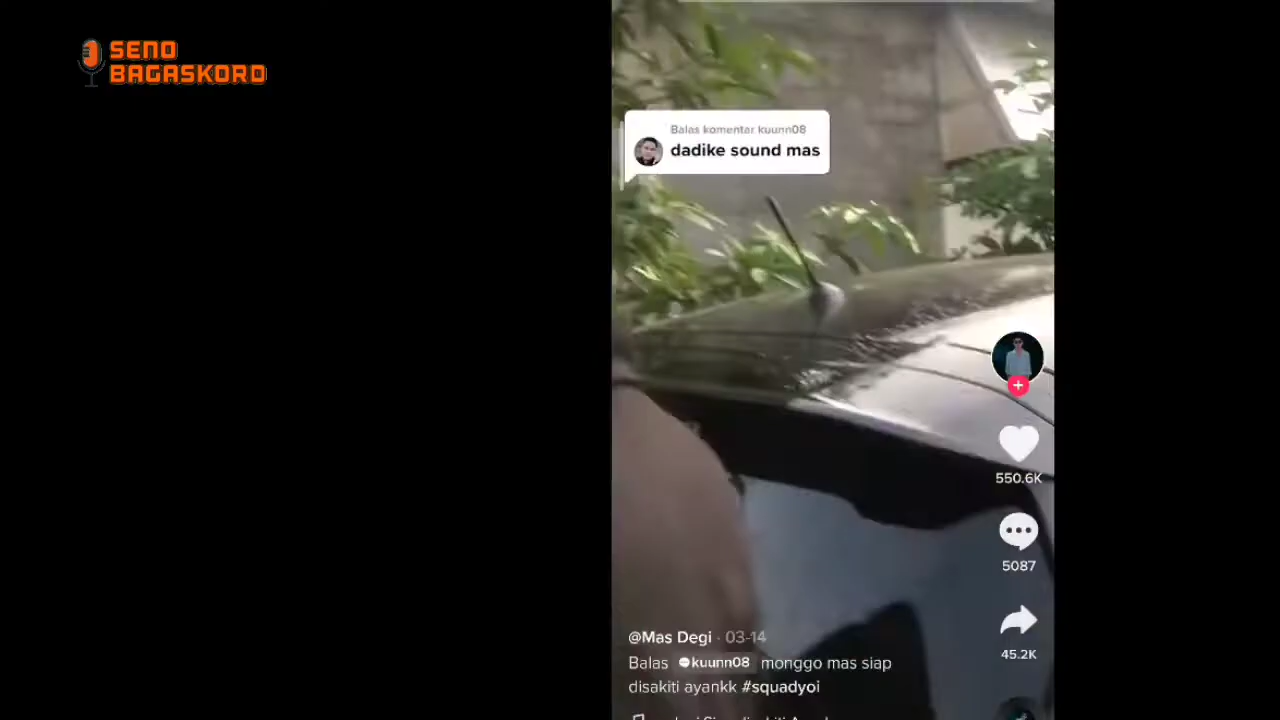 SENO
BAGASKORO
Balas komentar kuunn08
dadike sound mas
550.6K
5087
45.2K
@Mas Degi · 03-14
Balas kuunn08 monggo mas siap
disakiti ayankk #squadyoi